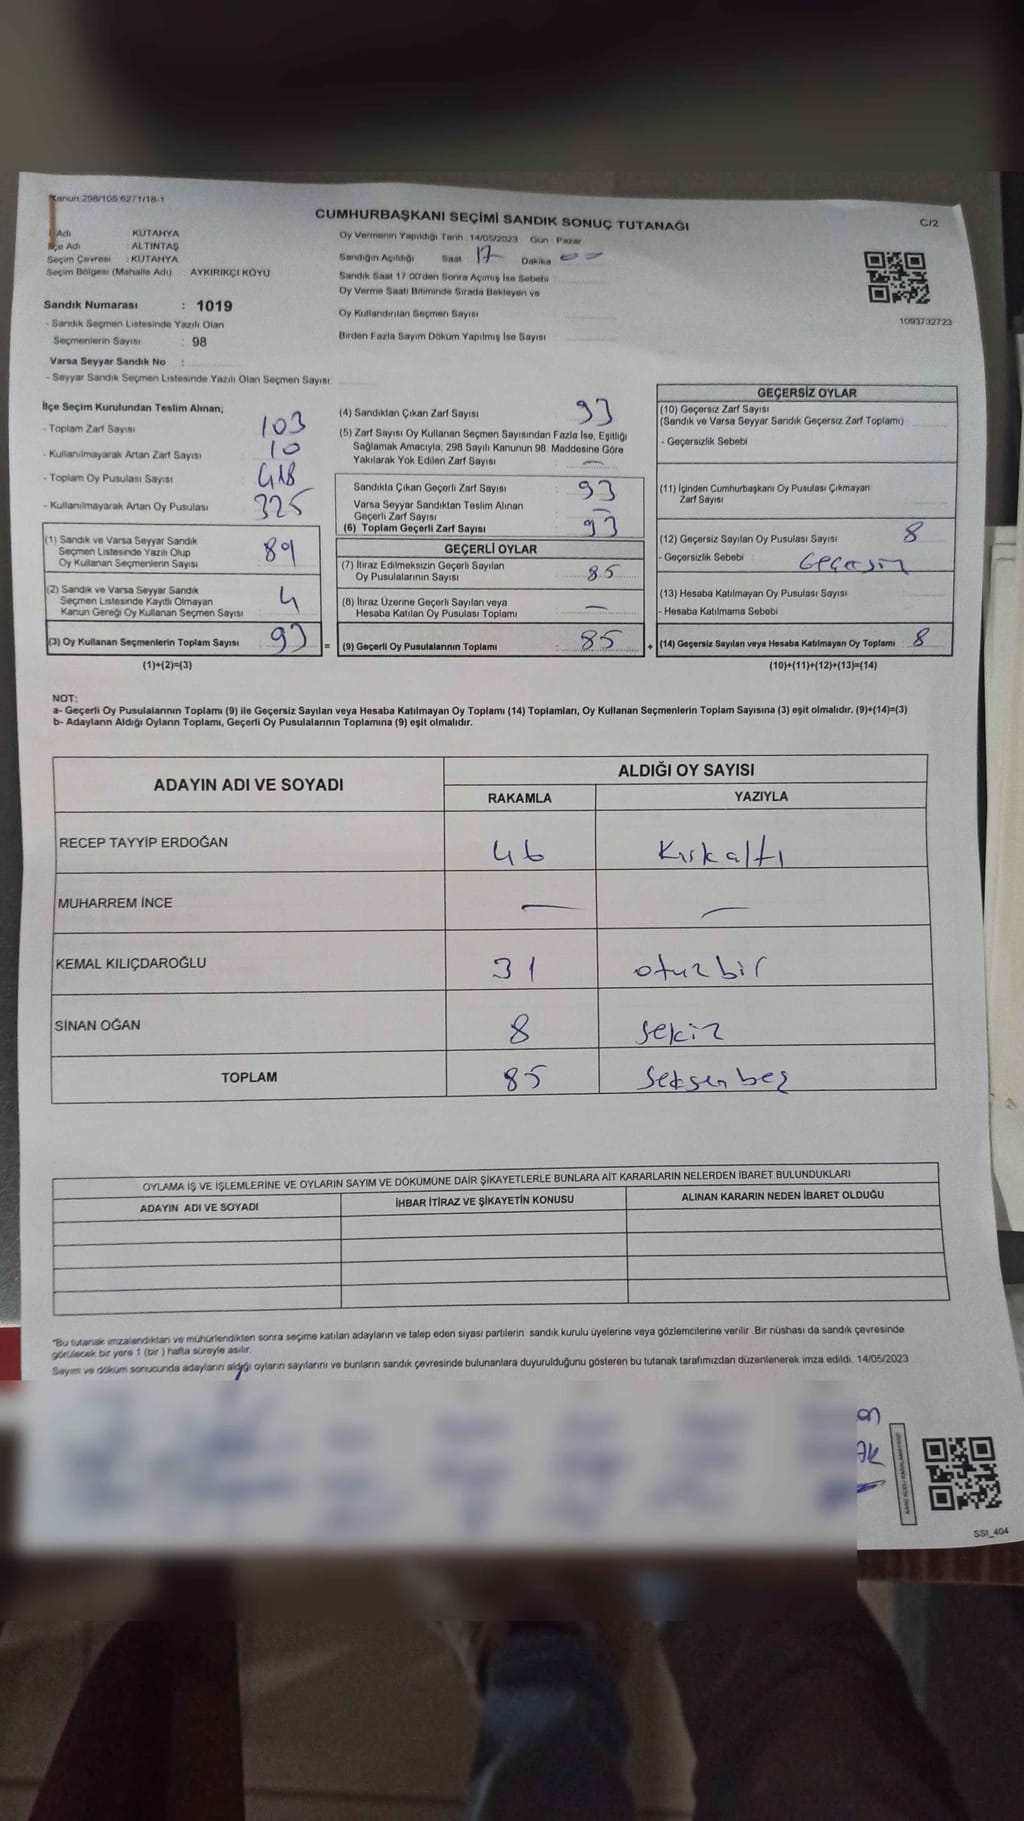 Kanun:298/105,6271/18-1
CUMHURBAŞKANI SEÇİMİ SANDIK SONUÇ TUTANAĞI
C/2
Adı KÜTAHYA
İlçe Adı ALTINTAŞ
Seçim Çevresi : KÜTAHYA
Seçim Bölgesi (Mahalle Adı) : AYKIRIKÇI KÖYÜ
Sandık Numarası : 1019
- Sandık Seçmen Listesinde Yazılı Olan
Seçmenlerin Sayısı : 98
Varsa Seyyar Sandık No :
- Seyyar Sandık Seçmen Listesinde Yazılı Olan Seçmen Sayısı:
Oy Vermenin Yapıldığı Tarih 14/05/2023 Gün Pazar
Sandığın Açıldığı Saat 17 Dakika 00
Sandık Saat 17.00'den Sonra Açılmış İse Sebebi
Oy Verme Saati Bitiminde Sırada Bekleyen ve
Oy Kullandırılan Seçmen Sayısı
Birden Fazla Sayım Döküm Yapılmış İse Sayısı
1093732723
İlçe Seçim Kurulundan Teslim Alınan;
- Toplam Zarf Sayısı : 103
- Kullanılmayarak Artan Zarf Sayısı : 10
- Toplam Oy Pusulası Sayısı : 418
- Kullanılmayarak Artan Oy Pusulası : 325
(1) Sandık ve Varsa Seyyar Sandık
Seçmen Listesinde Yazılı Olup
Oy Kullanan Seçmenlerin Sayısı : 89
(2) Sandık ve Varsa Seyyar Sandık
Seçmen Listesinde Kayıtlı Olmayan
Kanun Gereği Oy Kullanan Seçmen Sayısı : 4
(3) Oy Kullanan Seçmenlerin Toplam Sayısı : 93 =
(1)+(2)=(3)
(4) Sandıktan Çıkan Zarf Sayısı : 93
(5) Zarf Sayısı Oy Kullanan Seçmen Sayısından Fazla İse, Eşitliği
Sağlamak Amacıyla, 298 Sayılı Kanunun 98. Maddesine Göre
Yakılarak Yok Edilen Zarf Sayısı : —
Sandıkta Çıkan Geçerli Zarf Sayısı : 93
Varsa Seyyar Sandıktan Teslim Alınan
Geçerli Zarf Sayısı : —
(6) Toplam Geçerli Zarf Sayısı : 93
GEÇERLİ OYLAR
(7) İtiraz Edilmeksizin Geçerli Sayılan
Oy Pusulalarının Sayısı : 85
(8) İtiraz Üzerine Geçerli Sayılan veya
Hesaba Katılan Oy Pusulası Toplamı : —
(9) Geçerli Oy Pusulalarının Toplamı : 85 +
GEÇERSİZ OYLAR
(10) Geçersiz Zarf Sayısı
(Sandık ve Varsa Seyyar Sandık Geçersiz Zarf Toplamı)
- Geçersizlik Sebebi
(11) İçinden Cumhurbaşkanı Oy Pusulası Çıkmayan
Zarf Sayısı
(12) Geçersiz Sayılan Oy Pusulası Sayısı : 8
- Geçersizlik Sebebi :
(13) Hesaba Katılmayan Oy Pusulası Sayısı
- Hesaba Katılmama Sebebi
(14) Geçersiz Sayılan veya Hesaba Katılmayan Oy Toplamı : 8
(10)+(11)+(12)+(13)=(14)
NOT:
a- Geçerli Oy Pusulalarının Toplamı (9) ile Geçersiz Sayılan veya Hesaba Katılmayan Oy Toplamı (14) Toplamları, Oy Kullanan Seçmenlerin Toplam Sayısına (3) eşit olmalıdır. (9)+(14)=(3)
b- Adayların Aldığı Oyların Toplamı, Geçerli Oy Pusulalarının Toplamına (9) eşit olmalıdır.
ADAYIN ADI VE SOYADI ALDIĞI OY SAYISI
RAKAMLA YAZIYLA
RECEP TAYYİP ERDOĞAN 46 Kırkaltı
MUHARREM İNCE — —
KEMAL KILIÇDAROĞLU 31 otuzbir
SİNAN OĞAN 8 sekiz
TOPLAM 85 Seksenbeş
OYLAMA İŞ VE İŞLEMLERİNE VE OYLARIN SAYIM VE DÖKÜMÜNE DAİR ŞİKAYETLERLE BUNLARA AİT KARARLARIN NELERDEN İBARET BULUNDUKLARI
ADAYIN ADI VE SOYADI İHBAR İTİRAZ VE ŞİKAYETİN KONUSU ALINAN KARARIN NEDEN İBARET OLDUĞU
*Bu tutanak imzalandıktan ve mühürlendikten sonra seçime katılan adayların ve talep eden siyasi partilerin sandık kurulu üyelerine veya gözlemcilerine verilir. Bir nüshası da sandık çevresinde
görülecek bir yere 1 (bir ) hafta süreyle asılır.
Sayım ve döküm sonucunda adayların aldığı oyların sayılarını ve bunların sandık çevresinde bulunanlara duyurulduğunu gösteren bu tutanak tarafımızdan düzenlenerek imza edildi. 14/05/2023
SSI_404